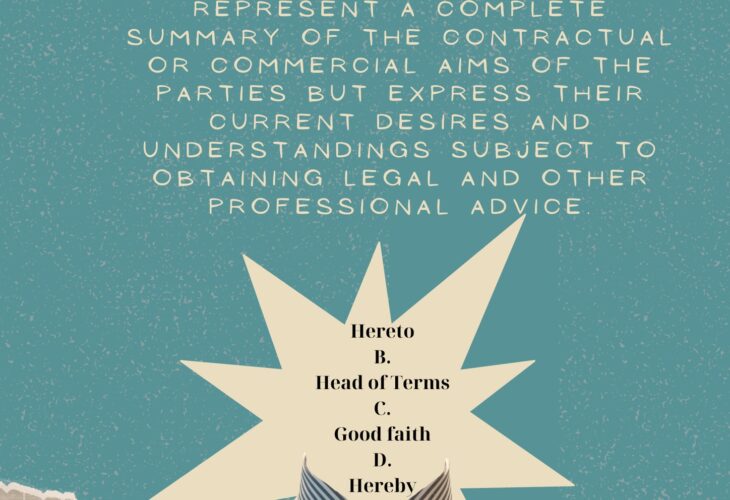 REPRESENT A COMPLETE
SUMMARY OF THE CONTRACTUAL
OR COMMERCIAL AIMS OF THE
PARTIES BUT EXPRESS THEIR
CURRENT DESIRES AND
UNDERSTANDINGS SUBJECT TO
OBTAINING LEGAL AND OTHER
PROFESSIONAL ADVICE.
Hereto
B.
Head of Terms
C.
Good faith
D.
Hereby